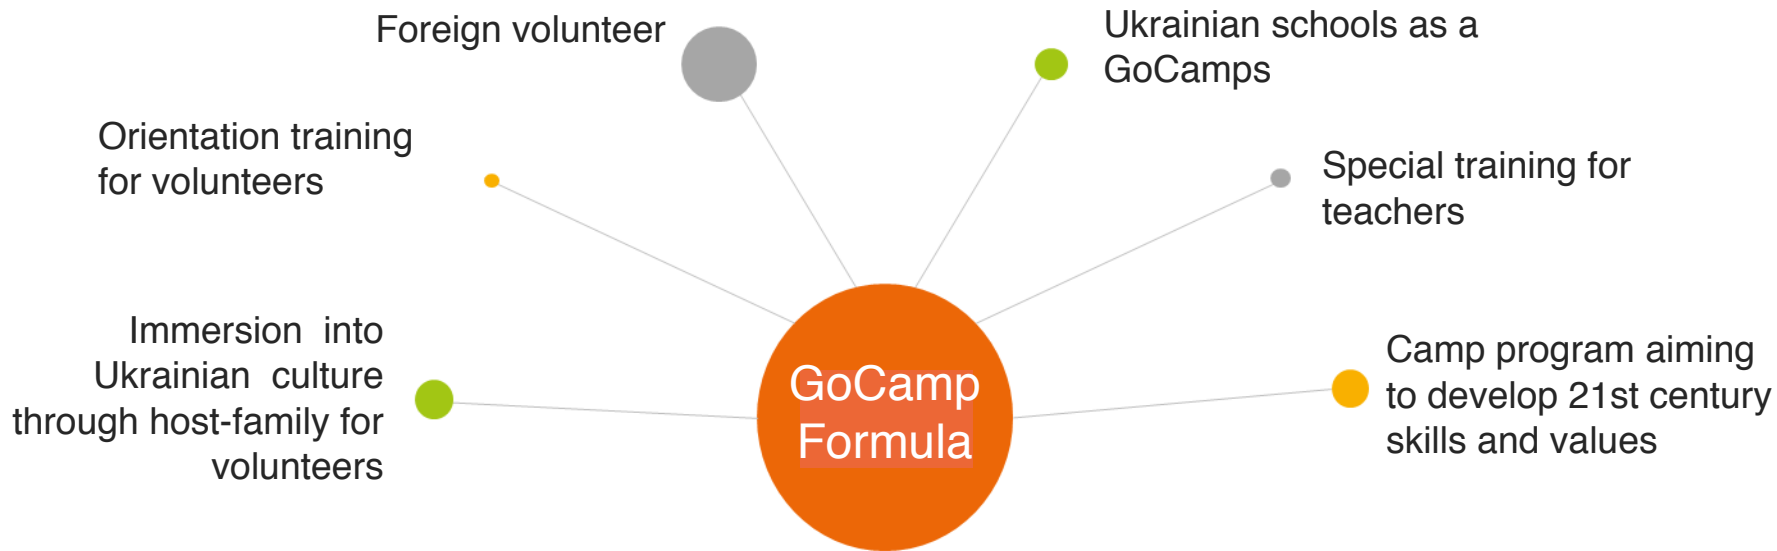 Foreign volunteer
Ukrainian schools as a
GoCamps
Orientation training
for volunteers
Special training for
teachers
Immersion into
Ukrainian culture
through host-family for
volunteers
GoCamp
Formula
Camp program aiming
to develop 21st century
skills and values